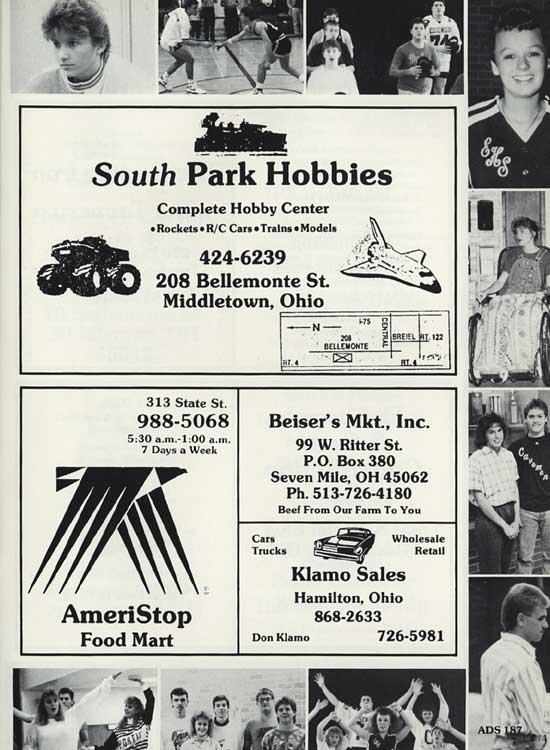 EHS
South Park Hobbies
Complete Hobby Center
•Rockets•R/C Cars•Trains•Models
424-6239
208 Bellemonte St.
Middletown, Ohio
N
I-75
208
BELLEMONTE
CENTRAL
BREIEL
RT. 122
RT. 4
RT. 4
313 State St.
988-5068
5:30 a.m.-1:00 a.m.
7 Days a Week
AmeriStop
Food Mart
Beiser's Mkt., Inc.
99 W. Ritter St.
P.O. Box 380
Seven Mile, OH 45062
Ph. 513-726-4180
Beef From Our Farm To You
Cars
Trucks
Wholesale
Retail
Klamo Sales
Hamilton, Ohio
868-2633
Don Klamo
726-5981
Cavemen
ADS 187